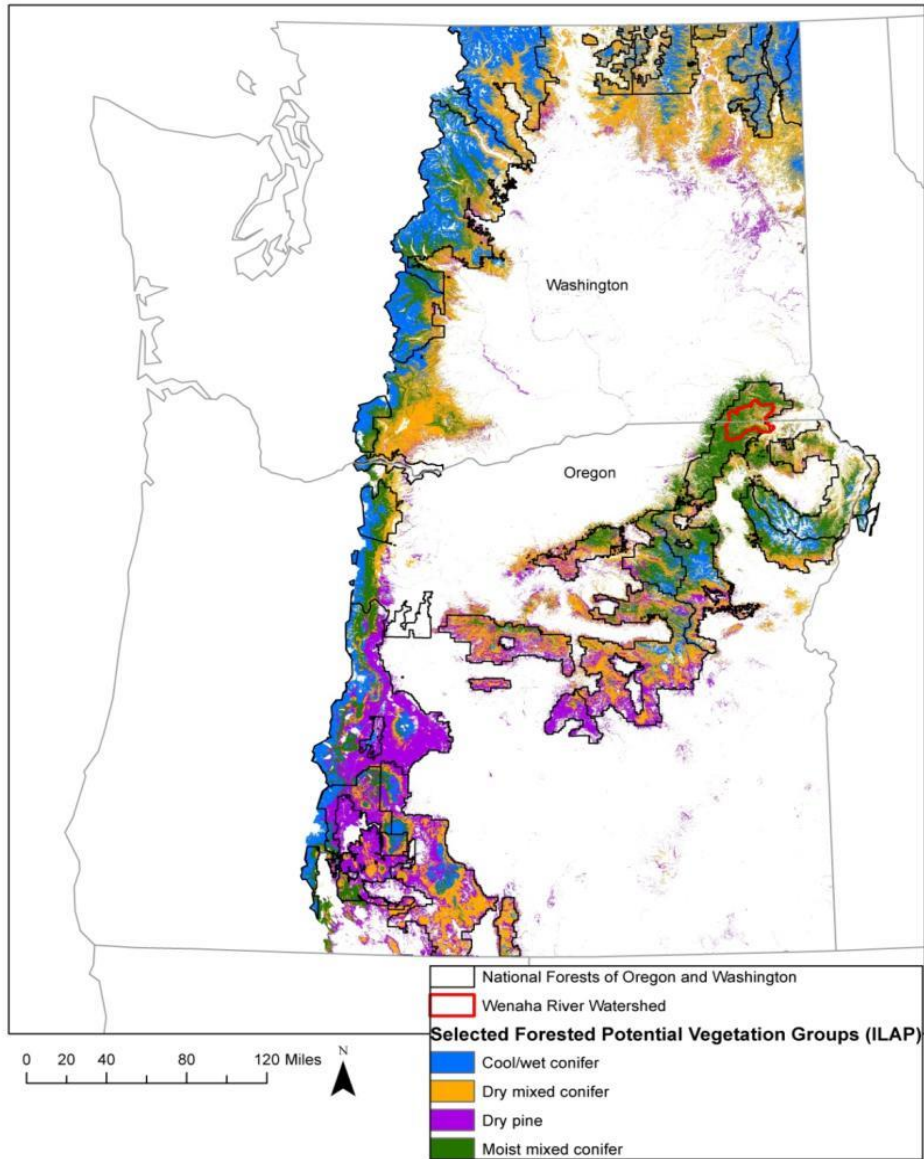 Washington
Oregon
National Forests of Oregon and Washington
Wenaha River Watershed
Selected Forested Potential Vegetation Groups (ILAP)
Cool/wet conifer
Dry mixed conifer
Dry pine
Moist mixed conifer
0 20 40 80 120 Miles
N